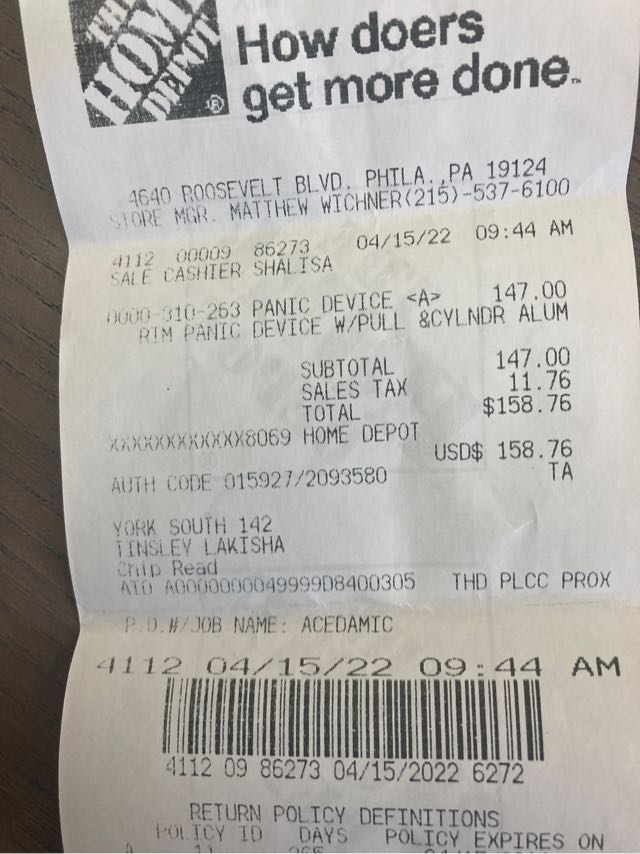 THE
HOME
DEPOT
®
How doers
get more done.™
4640 ROOSEVELT BLVD. PHILA.,PA 19124
STORE MGR. MATTHEW WICHNER(215)-537-6100
4112 00009 86273 04/15/22 09:44 AM
SALE CASHIER SHALISA
0000-310-263 PANIC DEVICE <A> 147.00
RIM PANIC DEVICE W/PULL &CYLNDR ALUM
SUBTOTAL 147.00
SALES TAX 11.76
TOTAL $158.76
XXXXXXXXXXXX8069 HOME DEPOT
USD$ 158.76
AUTH CODE 015927/2093580 TA
YORK SOUTH 142
TINSLEY LAKISHA
Chip Read
AID A0000000049999D8400305 THD PLCC PROX
P.O.#/JOB NAME: ACEDAMIC
4112 04/15/22 09:44 AM
4112 09 86273 04/15/2022 6272
RETURN POLICY DEFINITIONS
POLICY ID DAYS POLICY EXPIRES ON
A